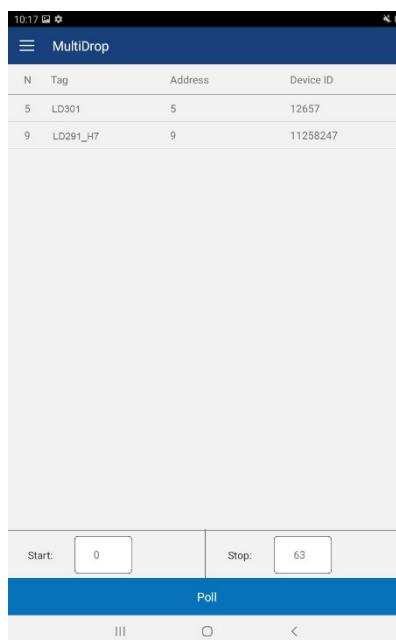 10:17
MultiDrop
N Tag Address Device ID
5 LD301 5 12657
9 LD291_H7 9 11258247
Start: 0 Stop: 63
Poll